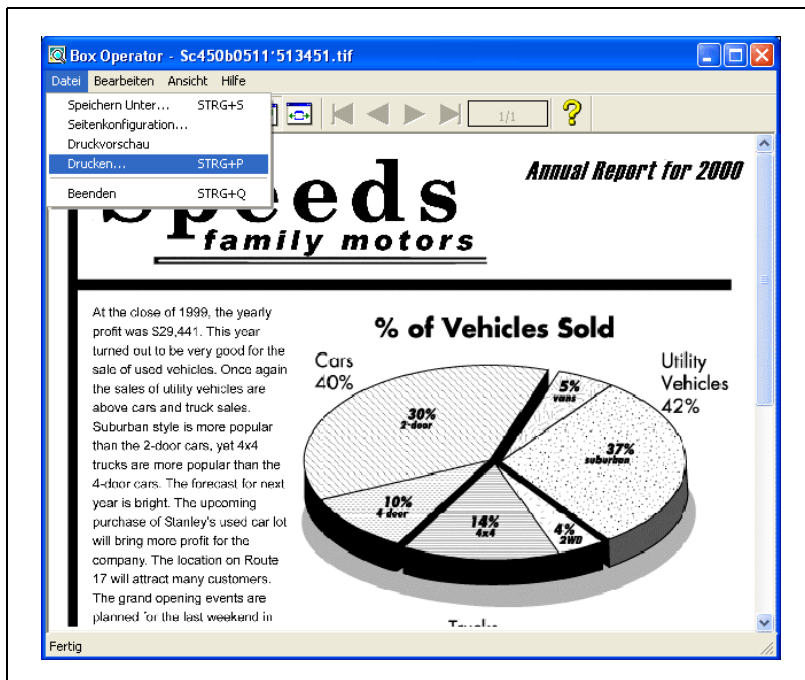 Box Operator - Sc450b0511*513451.tif
Datei Bearbeiten Ansicht Hilfe
Speichern Unter... STRG+S
Seitenkonfiguration...
Druckvorschau
Drucken... STRG+P
Beenden STRG+Q
1/1
Annual Report for 2000
Speeds
family motors
At the close of 1999, the yearly
profit was $29,441. This year
turned out to be very good for the
sale of used vehicles. Once again
the sales of utility vehicles are
above cars and truck sales.
Suburban style is more popular
than the 2-door cars, yet 4x4
trucks are more popular than the
4-door cars. The forecast for next
year is bright. The upcoming
purchase of Stanley's used car lot
will bring more profit for the
company. The location on Route
17 will attract many customers.
The grand opening events are
planned for the last weekend in
% of Vehicles Sold
Cars
40%
Utility
Vehicles
42%
5%
vans
30%
2-door
37%
suburban
10%
4 door
14%
4x4
4%
2WD
Trucks
Fertig